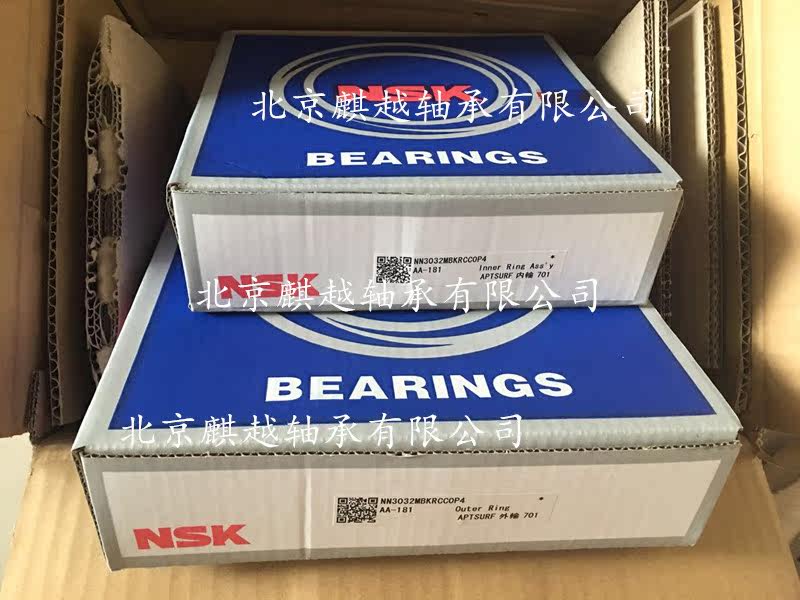 NSK
北京麒越轴承有限公司
BEARINGS
NN3032MBKRCC0P4
AA-181 Inner Ring Ass'y
APTSURF 内輪 701
NSK
北京麒越轴承有限公司
BEARINGS
北京麒越轴承有限公司
NN3032MBKRCC0P4
AA-181 Outer Ring
APTSURF 外輪 701
NSK